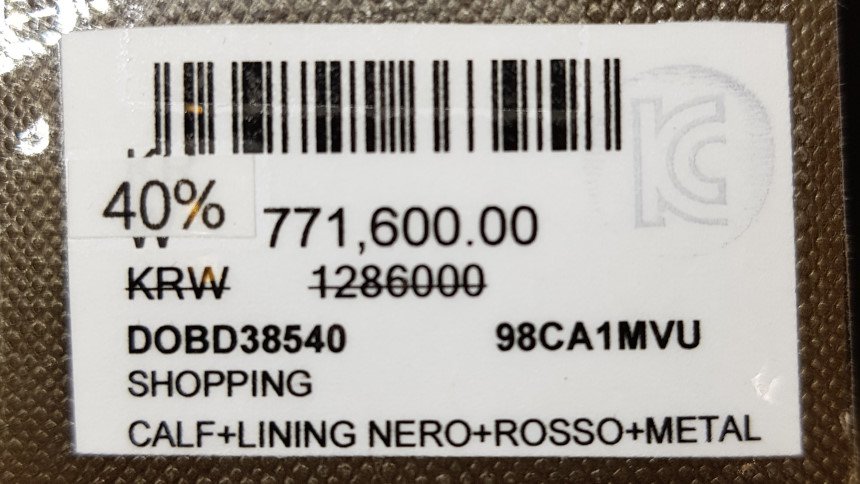 40%
771,600.00
KRW 1286000
DOBD38540 98CA1MVU
SHOPPING
CALF+LINING NERO+ROSSO+METAL